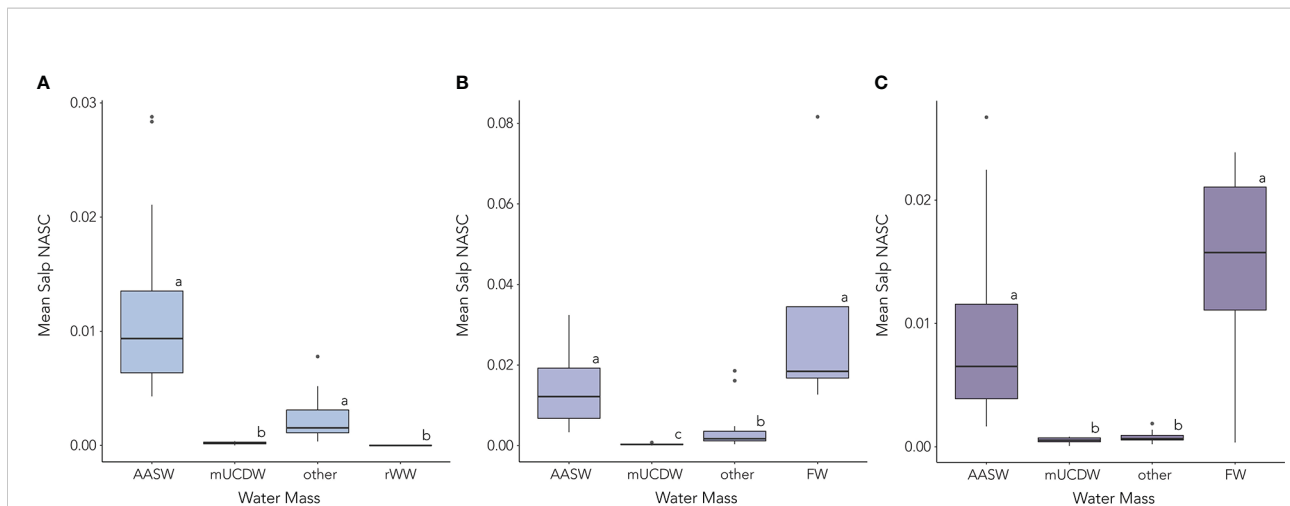 A
Mean Salp NASC
0.03
0.02
0.01
0.00
a
b
a
b
AASW mUCDW other rWW
Water Mass
B
Mean Salp NASC
0.08
0.06
0.04
0.02
0.00
a
c
b
a
AASW mUCDW other FW
Water Mass
C
Mean Salp NASC
0.02
0.01
0.00
a
b
b
a
AASW mUCDW other FW
Water Mass